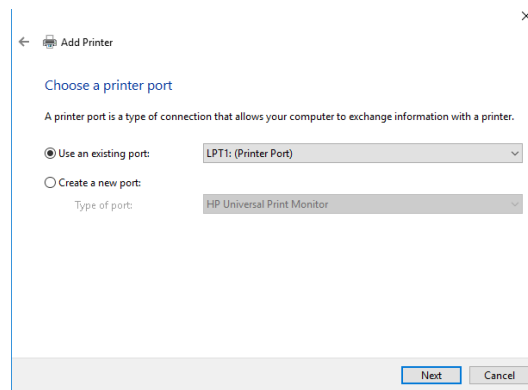 Add Printer
Choose a printer port
A printer port is a type of connection that allows your computer to exchange information with a printer.
Use an existing port: LPT1: (Printer Port)
Create a new port:
Type of port: HP Universal Print Monitor
Next Cancel